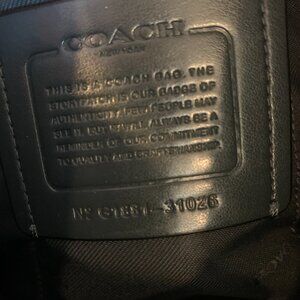 COACH
NEW YORK
THIS IS A COACH BAG. THE
STORYPATCH IS OUR BADGE OF
AUTHENTICITY. FEW PEOPLE MAY
SEE IT, BUT IT WILL ALWAYS BE A
REMINDER OF OUR COMMITMENT
TO QUALITY AND CRAFTSMANSHIP.
-31026